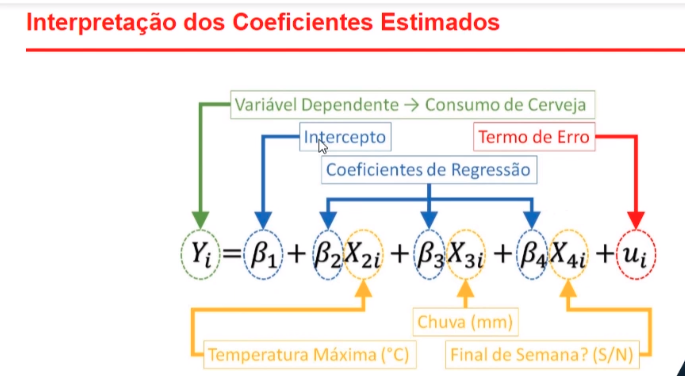 Interpretação dos Coeficientes Estimados
Variável Dependente → Consumo de Cerveja
Intercepto
Termo de Erro
Coeficientes de Regressão
Yᵢ = β₁ + β₂X₂ᵢ + β₃X₃ᵢ + β₄X₄ᵢ + uᵢ
Chuva (mm)
Temperatura Máxima (°C)
Final de Semana? (S/N)